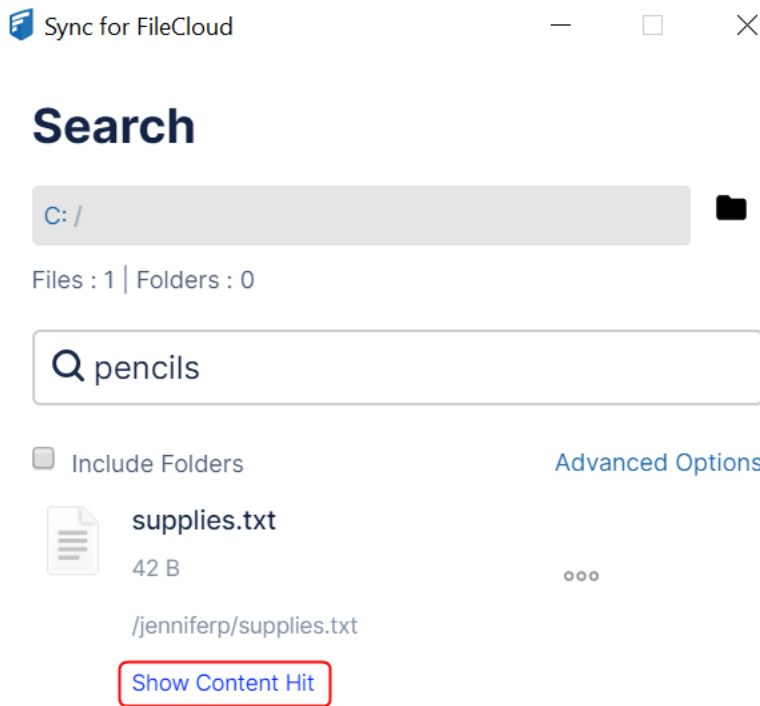 Sync for FileCloud
Search
C: /
Files : 1 | Folders : 0
pencils
Include Folders Advanced Options
supplies.txt
42 B
/jenniferp/supplies.txt
Show Content Hit